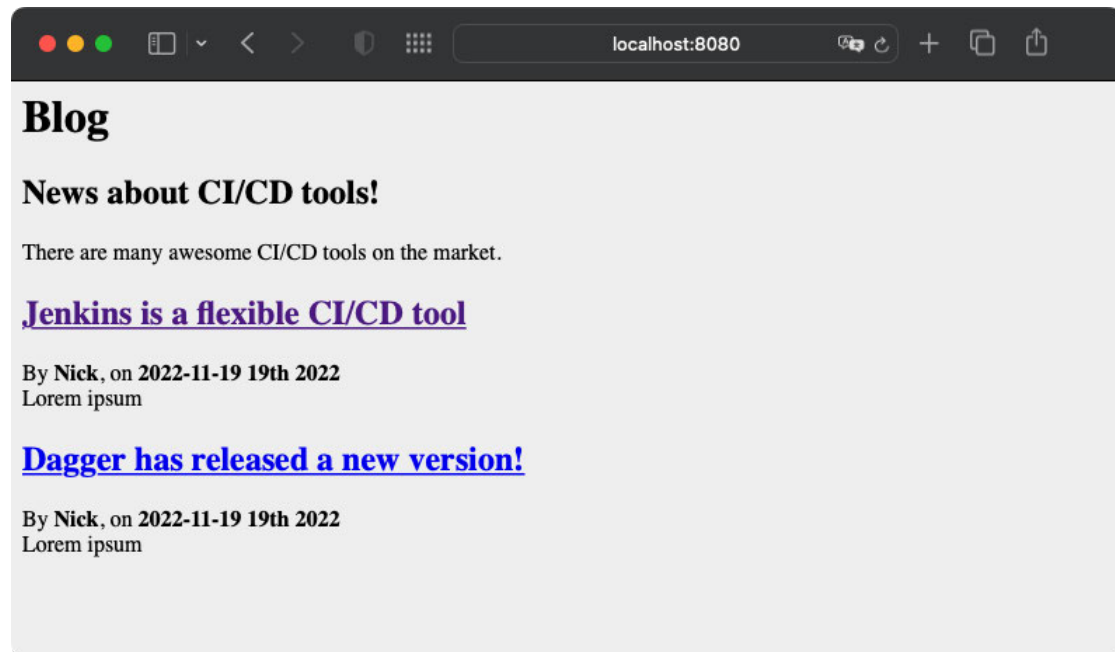 localhost:8080
Blog
News about CI/CD tools!
There are many awesome CI/CD tools on the market.
Jenkins is a flexible CI/CD tool
By Nick, on 2022-11-19 19th 2022
Lorem ipsum
Dagger has released a new version!
By Nick, on 2022-11-19 19th 2022
Lorem ipsum